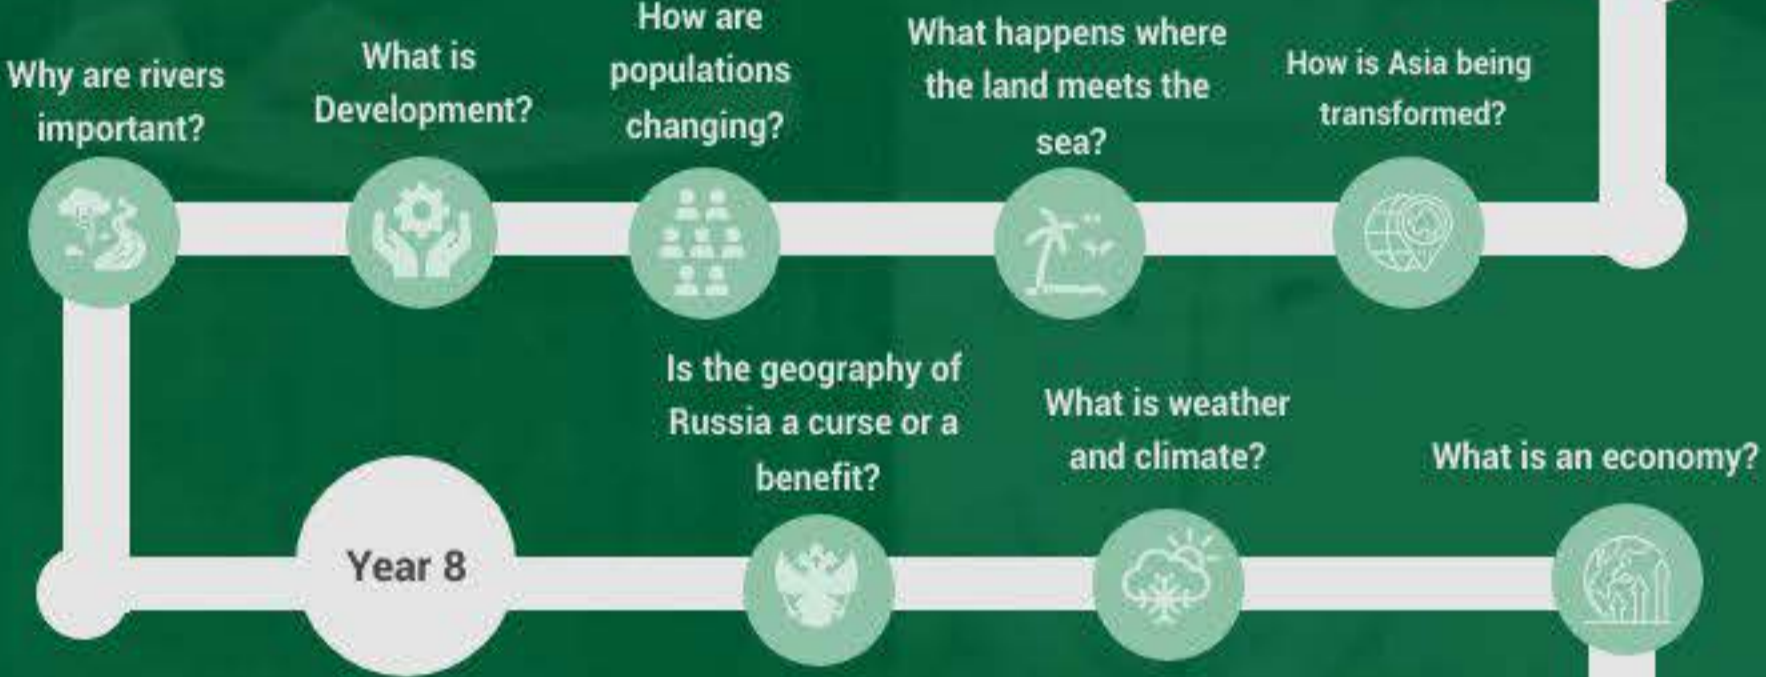 Why are rivers
important?
What is
Development?
How are
populations
changing?
What happens where
the land meets the
sea?
How is Asia being
transformed?
Is the geography of
Russia a curse or a
benefit?
What is weather
and climate?
What is an economy?
Year 8